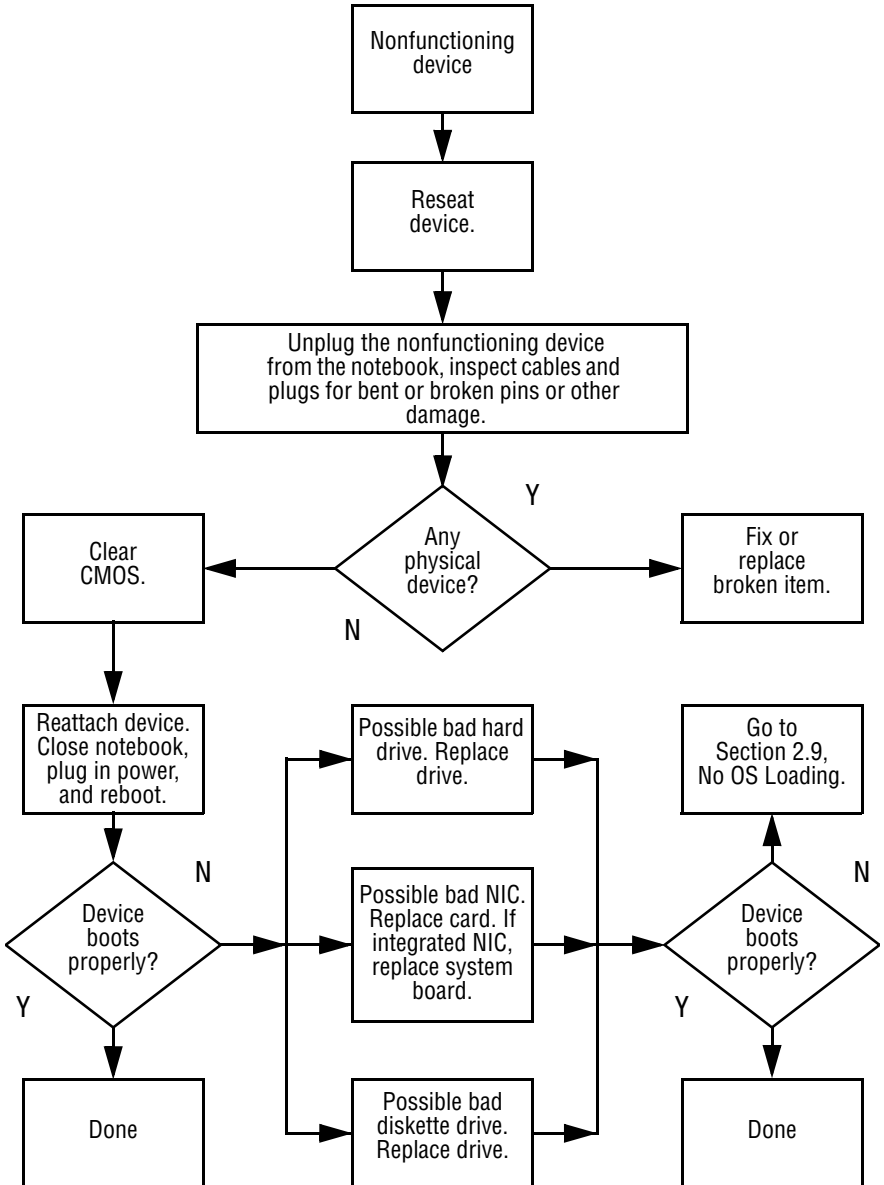 Nonfunctioning
device
Reseat
device.
Unplug the nonfunctioning device
from the notebook, inspect cables and
plugs for bent or broken pins or other
damage.
Y
Any
physical
device?
N
Clear
CMOS.
Fix or
replace
broken item.
Reattach device.
Close notebook,
plug in power,
and reboot.
Possible bad hard
drive. Replace
drive.
Go to
Section 2.9,
No OS Loading.
N
Device
boots
properly?
Y
Possible bad NIC.
Replace card. If
integrated NIC,
replace system
board.
N
Device
boots
properly?
Y
Done
Possible bad
diskette drive.
Replace drive.
Done